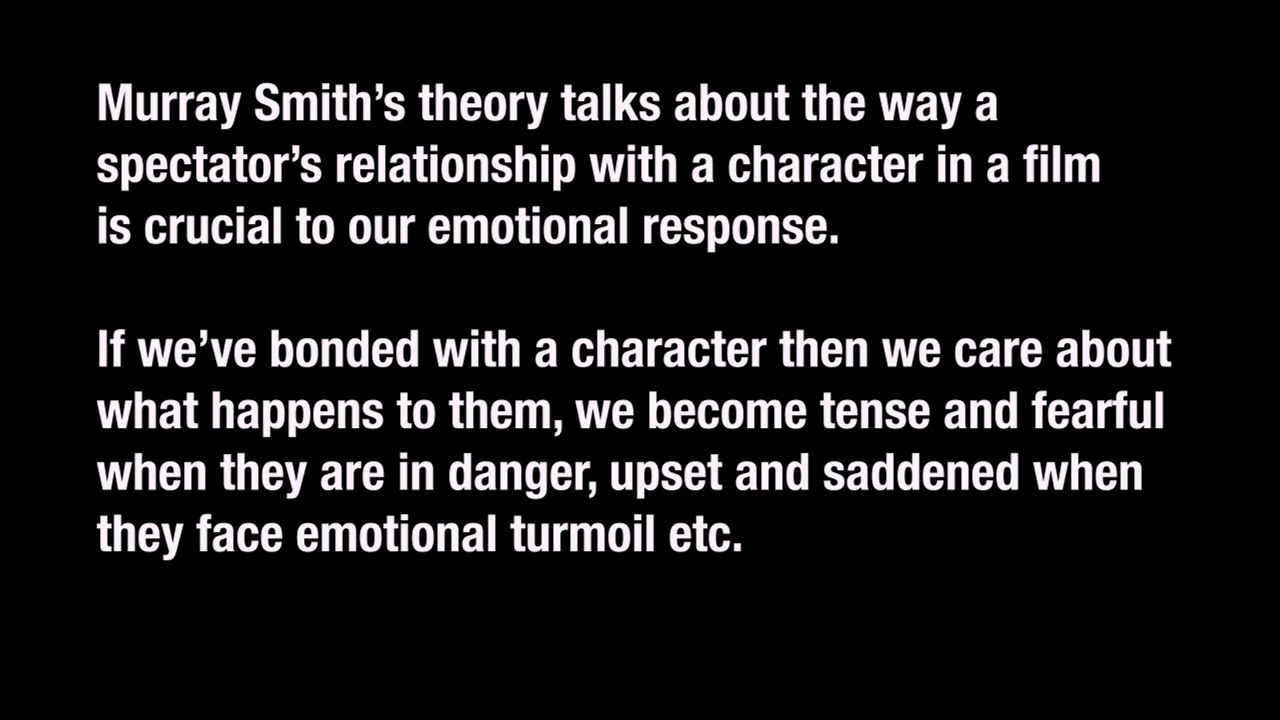 Murray Smith’s theory talks about the way a
spectator’s relationship with a character in a film
is crucial to our emotional response.
If we’ve bonded with a character then we care about
what happens to them, we become tense and fearful
when they are in danger, upset and saddened when
they face emotional turmoil etc.